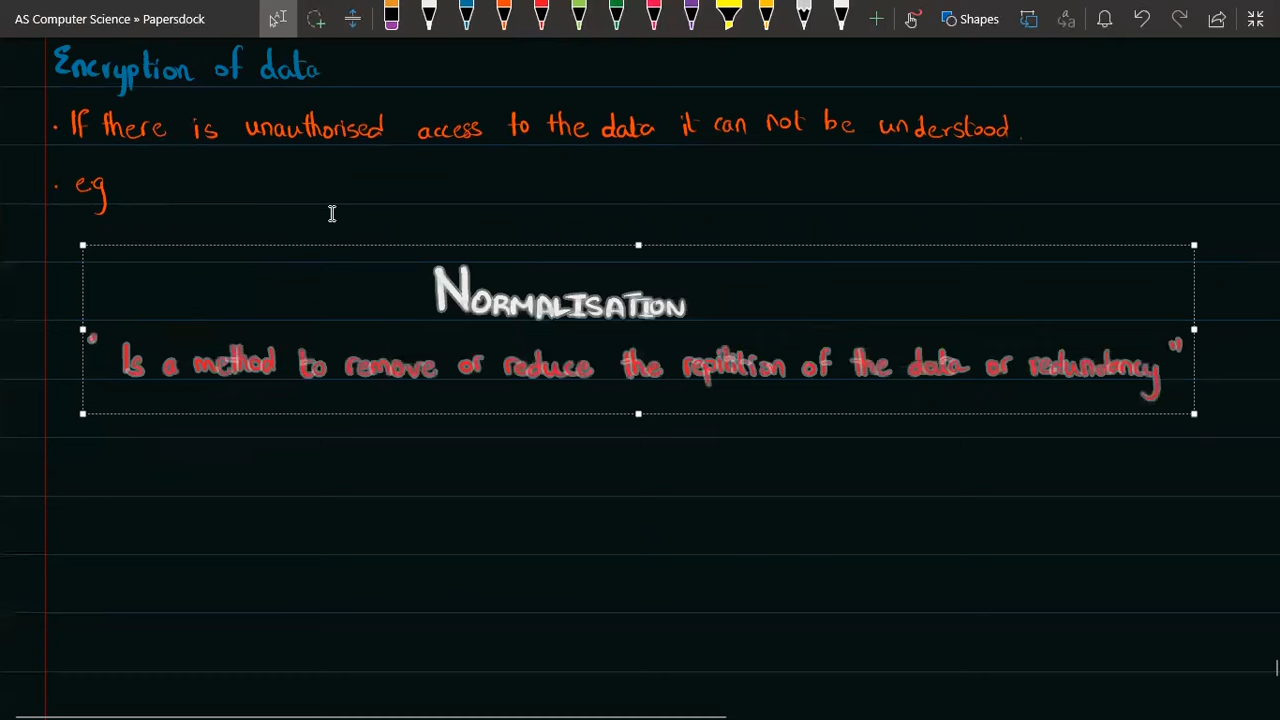 AS Computer Science » Papersdock
Shapes
Encryption of data
· If there is unauthorised access to the data it can not be understood.
· eg
NORMALISATION
" Is a method to remove or reduce the repitition of the data or redundancy "